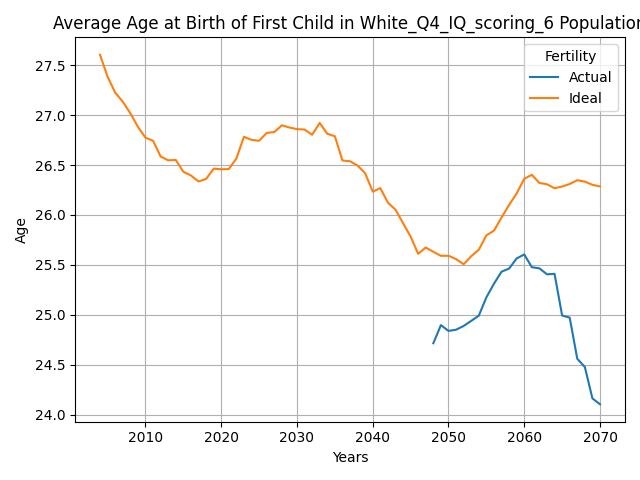 Average Age at Birth of First Child in White_Q4_IQ_scoring_6 Population
Fertility
Actual
Ideal
27.5
27.0
26.5
26.0
25.5
25.0
24.5
24.0
Age
2010 2020 2030 2040 2050 2060 2070
Years